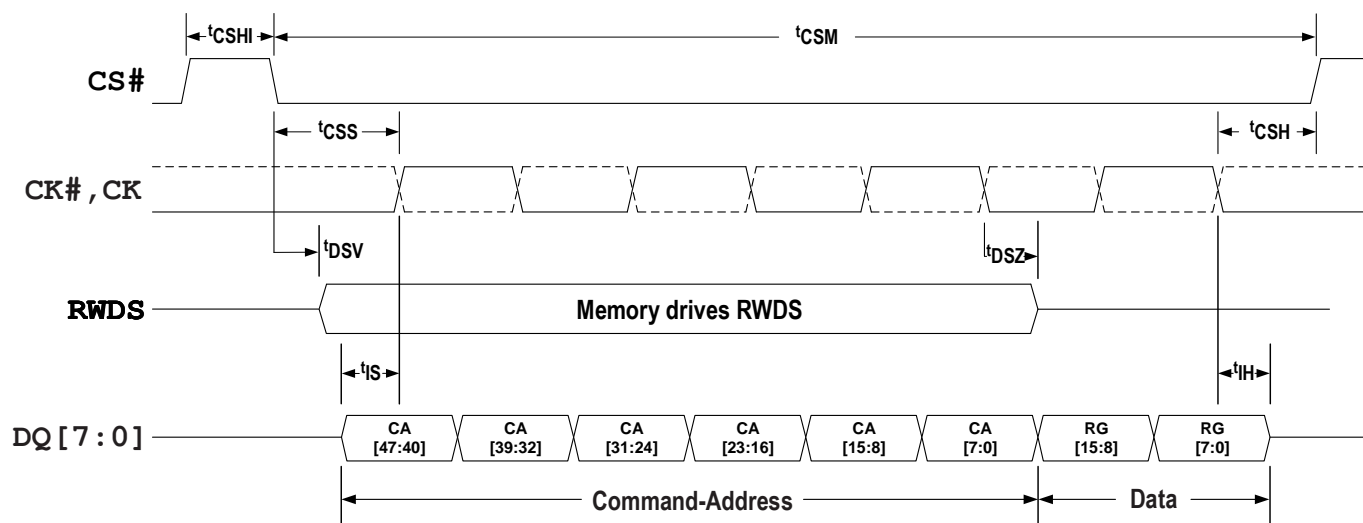 tCSHI
tCSM
CS#
tCSS
tCSH
CK#,CK
tDSV
tDSZ
RWDS
Memory drives RWDS
tIS
tIH
DQ[7:0]
CA [47:40]
CA [39:32]
CA [31:24]
CA [23:16]
CA [15:8]
CA [7:0]
RG [15:8]
RG [7:0]
Command-Address
Data